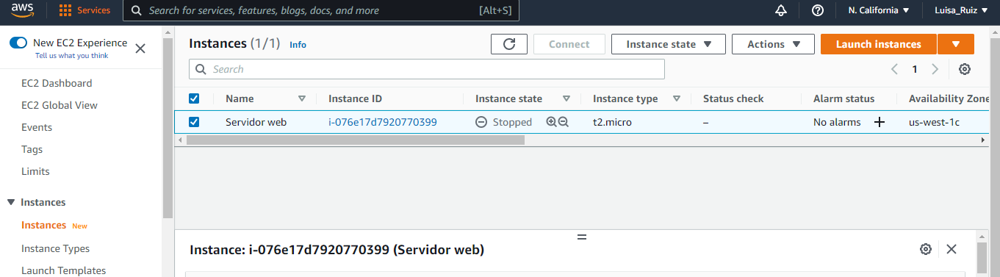 aws Services Search for services, features, blogs, docs, and more [Alt+S] N. California Luisa_Ruiz
New EC2 Experience
Tell us what you think
EC2 Dashboard
EC2 Global View
Events
Tags
Limits
Instances
Instances New
Instance Types
Launch Templates
Instances (1/1) Info Connect Instance state Actions Launch instances
Search 1
Name Instance ID Instance state Instance type Status check Alarm status Availability Zone
Servidor web i-076e17d7920770399 Stopped t2.micro – No alarms us-west-1c
Instance: i-076e17d7920770399 (Servidor web)